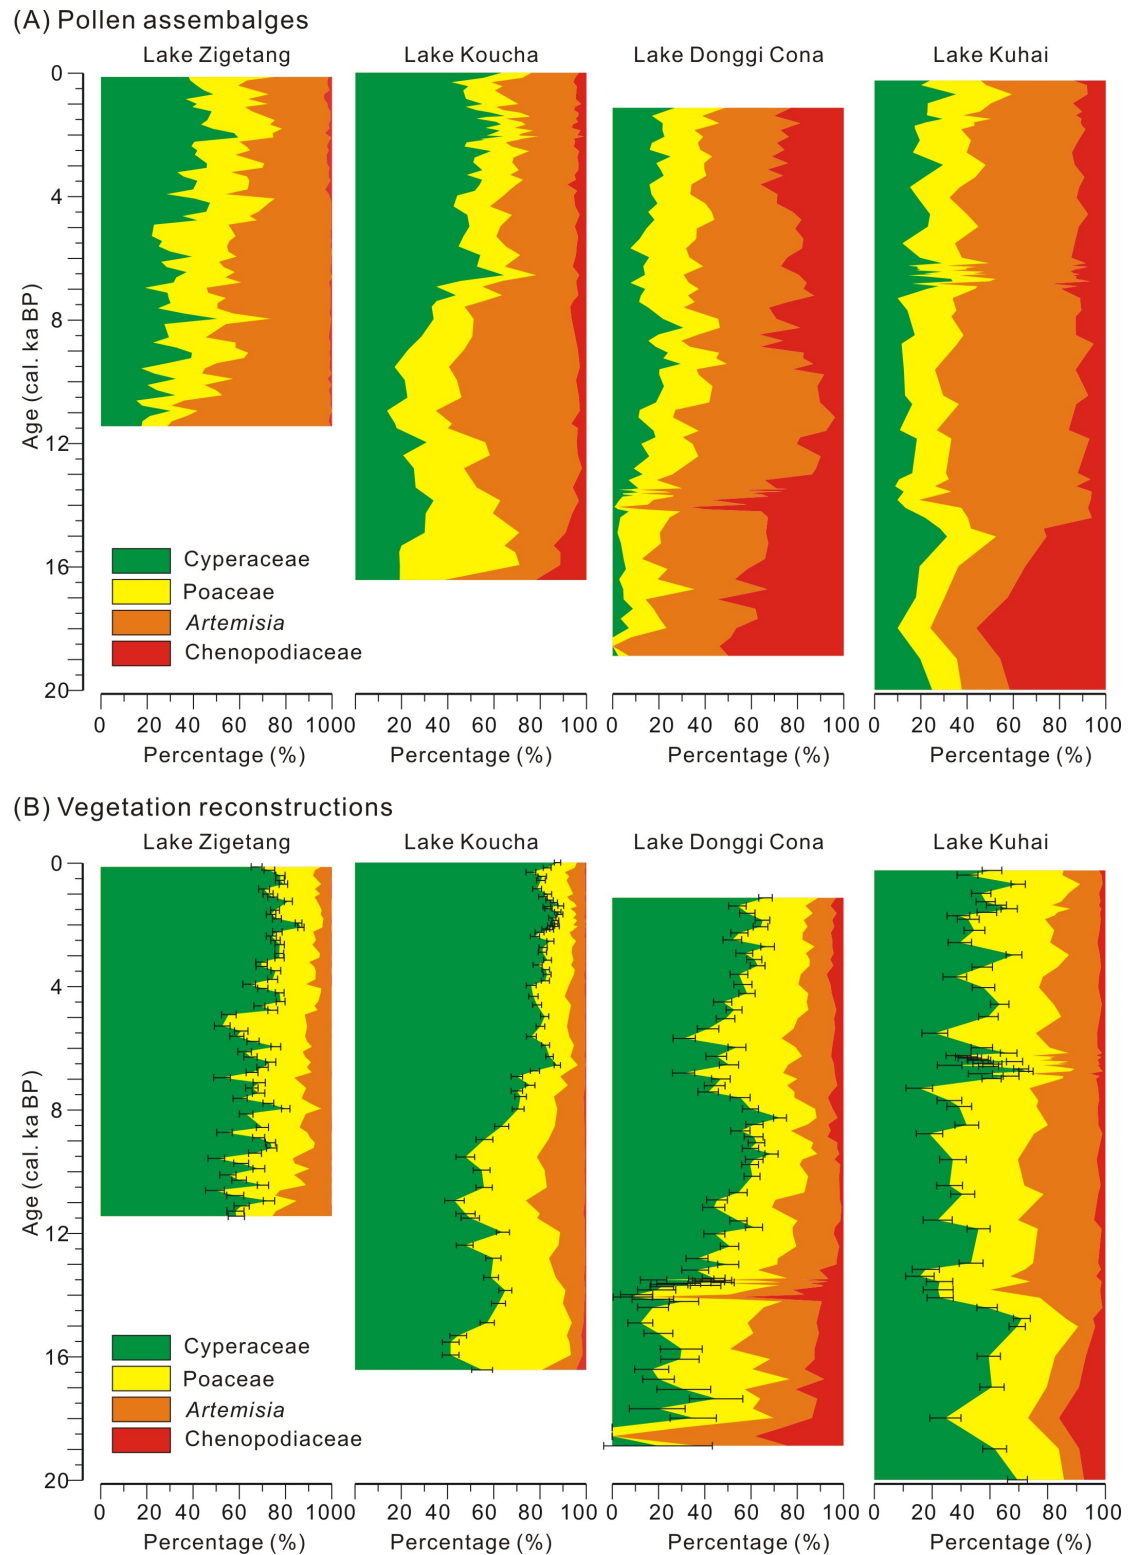 (A) Pollen assembalges
Lake Zigetang
Lake Koucha
Lake Donggi Cona
Lake Kuhai
0
4
8
12
16
20
Age (cal. ka BP)
Cyperaceae
Poaceae
Artemisia
Chenopodiaceae
0 20 40 60 80 100
0 20 40 60 80 100
0 20 40 60 80 100
0 20 40 60 80 100
Percentage (%)
Percentage (%)
Percentage (%)
Percentage (%)
(B) Vegetation reconstructions
Lake Zigetang
Lake Koucha
Lake Donggi Cona
Lake Kuhai
0
4
8
12
16
20
Age (cal. ka BP)
Cyperaceae
Poaceae
Artemisia
Chenopodiaceae
0 20 40 60 80 100
0 20 40 60 80 100
0 20 40 60 80 100
0 20 40 60 80 100
Percentage (%)
Percentage (%)
Percentage (%)
Percentage (%)